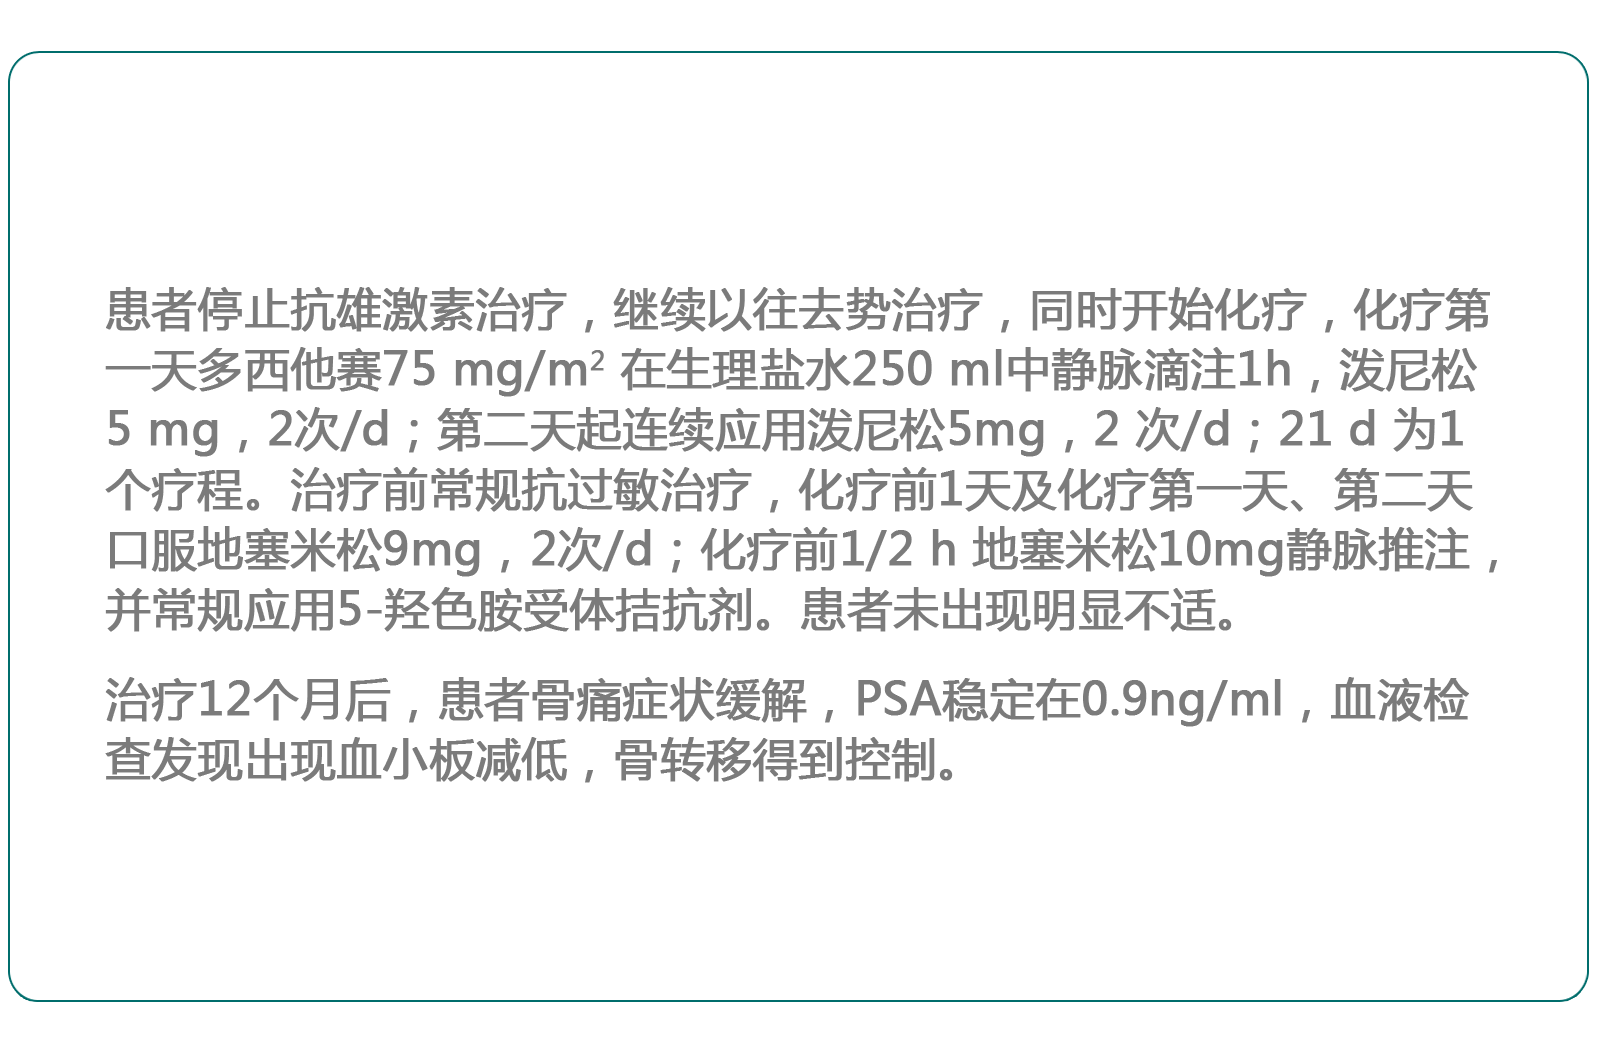 患者停止抗雄激素治疗，继续以往去势治疗，同时开始化疗，化疗第
一天多西他赛75 mg/m² 在生理盐水250 ml中静脉滴注1h，泼尼松
5 mg，2次/d；第二天起连续应用泼尼松5mg，2 次/d；21 d 为1
个疗程。治疗前常规抗过敏治疗，化疗前1天及化疗第一天、第二天
口服地塞米松9mg，2次/d；化疗前1/2 h 地塞米松10mg静脉推注，
并常规应用5-羟色胺受体拮抗剂。患者未出现明显不适。
治疗12个月后，患者骨痛症状缓解，PSA稳定在0.9ng/ml，血液检
查发现出现血小板减低，骨转移得到控制。